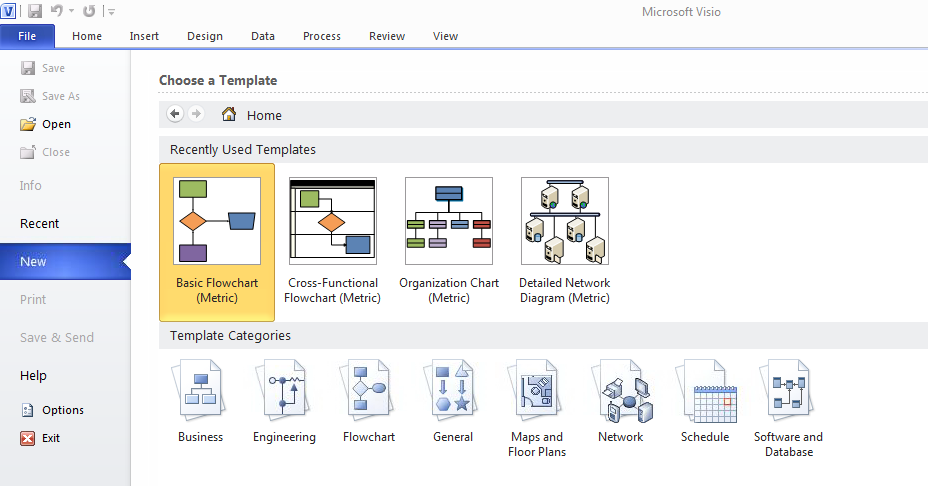 V
Microsoft Visio
File Home Insert Design Data Process Review View
Save
Save As
Open
Close
Info
Recent
New
Print
Save & Send
Help
Options
Exit
Choose a Template
Home
Recently Used Templates
Basic Flowchart
(Metric)
Cross-Functional
Flowchart (Metric)
Organization Chart
(Metric)
Detailed Network
Diagram (Metric)
Template Categories
Business
Engineering
Flowchart
General
Maps and
Floor Plans
Network
Schedule
Software and
Database